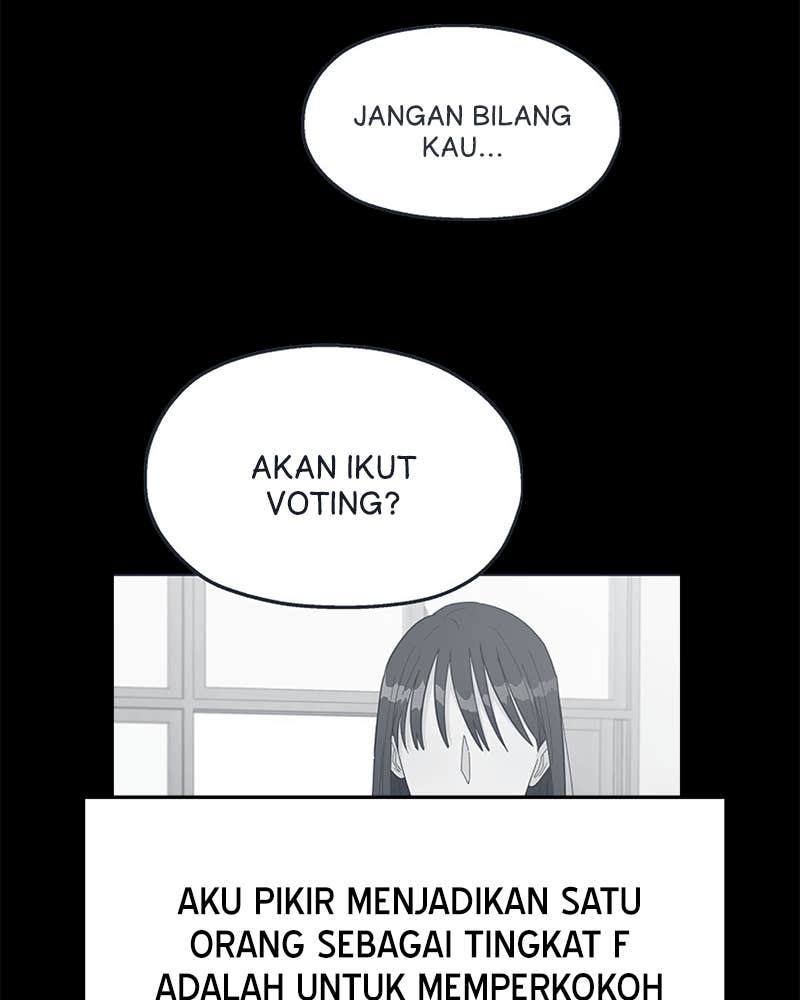 JANGAN BILANG
KAU...
AKAN IKUT
VOTING?
AKU PIKIR MENJADIKAN SATU
ORANG SEBAGAI TINGKAT F
ADALAH UNTUK MEMPERKOKOH